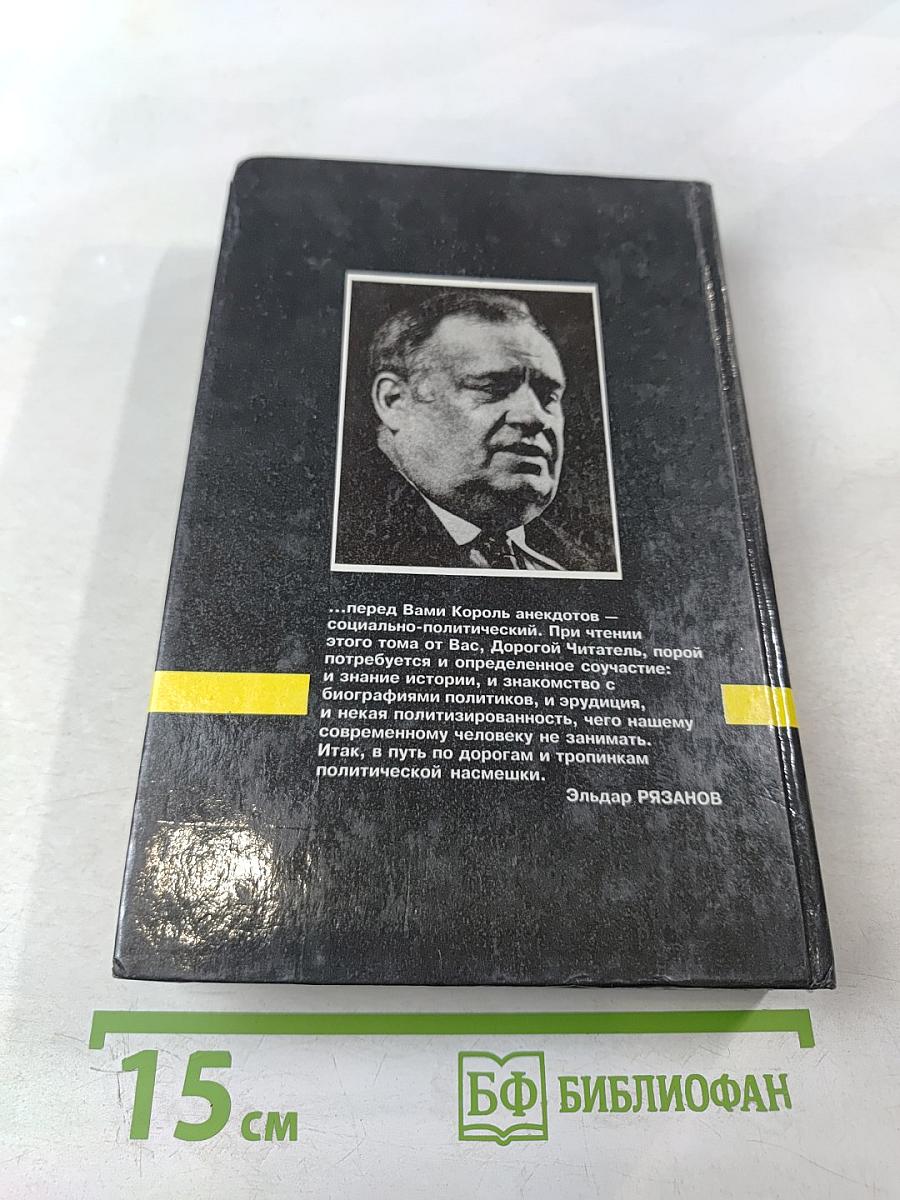 ...перед Вами Король анекдотов —
социально-политический. При чтении
этого тома от Вас, Дорогой Читатель, порой
потребуется и определенное соучастие:
и знание истории, и знакомство с
биографиями политиков, и эрудиция,
и некая политизированность, чего нашему
современному человеку не занимать.
Итак, в путь по дорогам и тропинкам
политической насмешки.
Эльдар РЯЗАНОВ
15 см
БФ БИБЛИОФАН